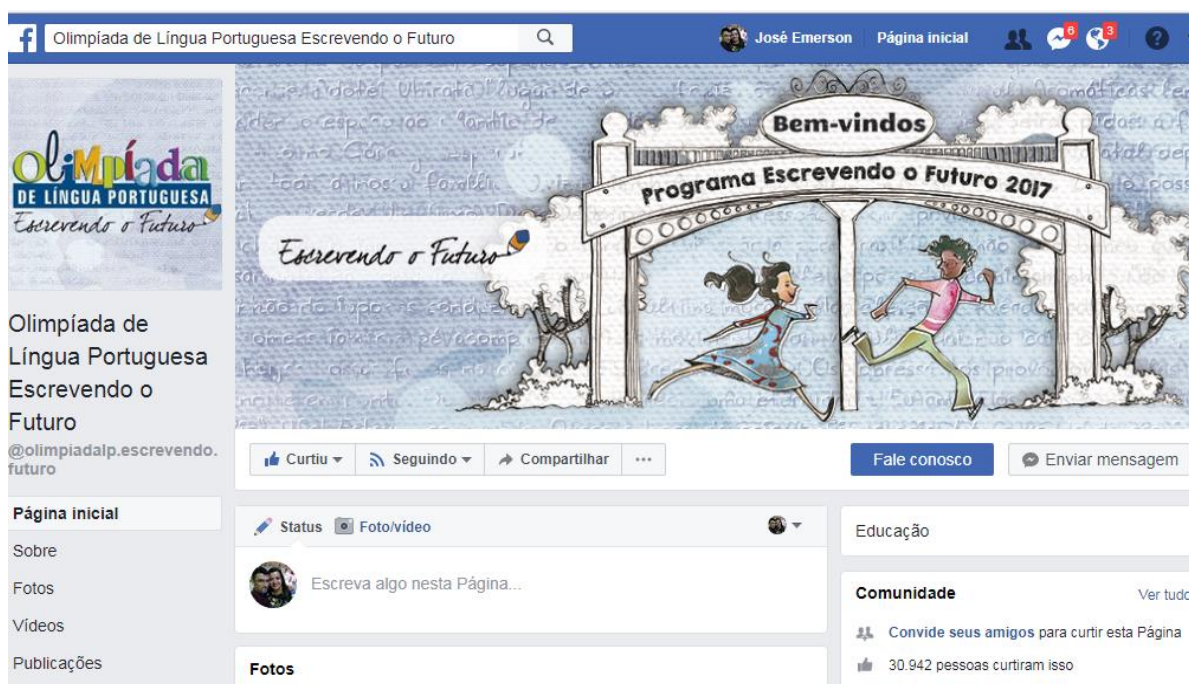 Olimpíada de Língua Portuguesa Escrevendo o Futuro
José Emerson
Página inicial
6
3
?
OLiMPíada
DE LÍNGUA PORTUGUESA
Escrevendo o Futuro
Bem-vindos
Programa Escrevendo o Futuro 2017
Escrevendo o Futuro
Olimpíada de
Língua Portuguesa
Escrevendo o
Futuro
@olimpiadalp.escrevendo.
futuro
Curtiu
Seguindo
Compartilhar
...
Fale conosco
Enviar mensagem
Página inicial
Sobre
Fotos
Vídeos
Publicações
Status
Foto/vídeo
Escreva algo nesta Página...
Fotos
Educação
Comunidade
Ver tudo
Convide seus amigos para curtir esta Página
30.942 pessoas curtiram isso